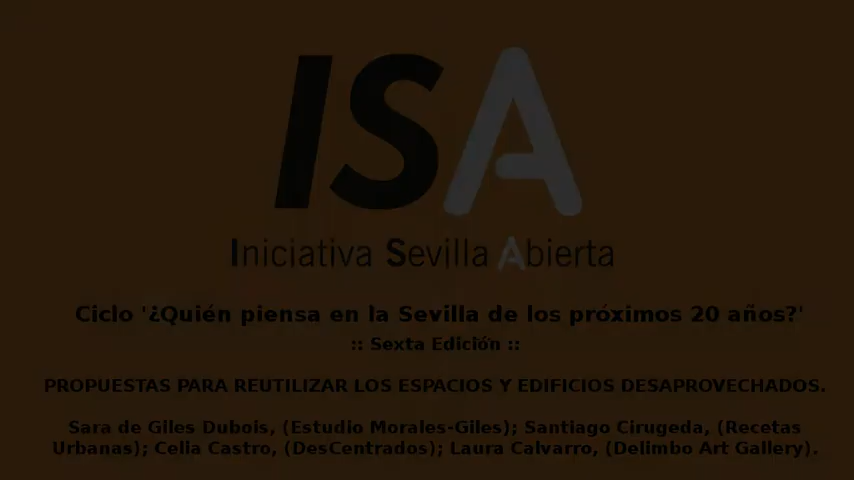 ISA
Iniciativa Sevilla Abierta
Ciclo '¿Quién piensa en la Sevilla de los próximos 20 años?'
:: Sexta Edición ::
PROPUESTAS PARA REUTILIZAR LOS ESPACIOS Y EDIFICIOS DESAPROVECHADOS.
Sara de Giles Dubois, (Estudio Morales-Giles); Santiago Cirugeda, (Recetas
Urbanas); Celia Castro, (DesCentrados); Laura Calvarro, (Delimbo Art Gallery).